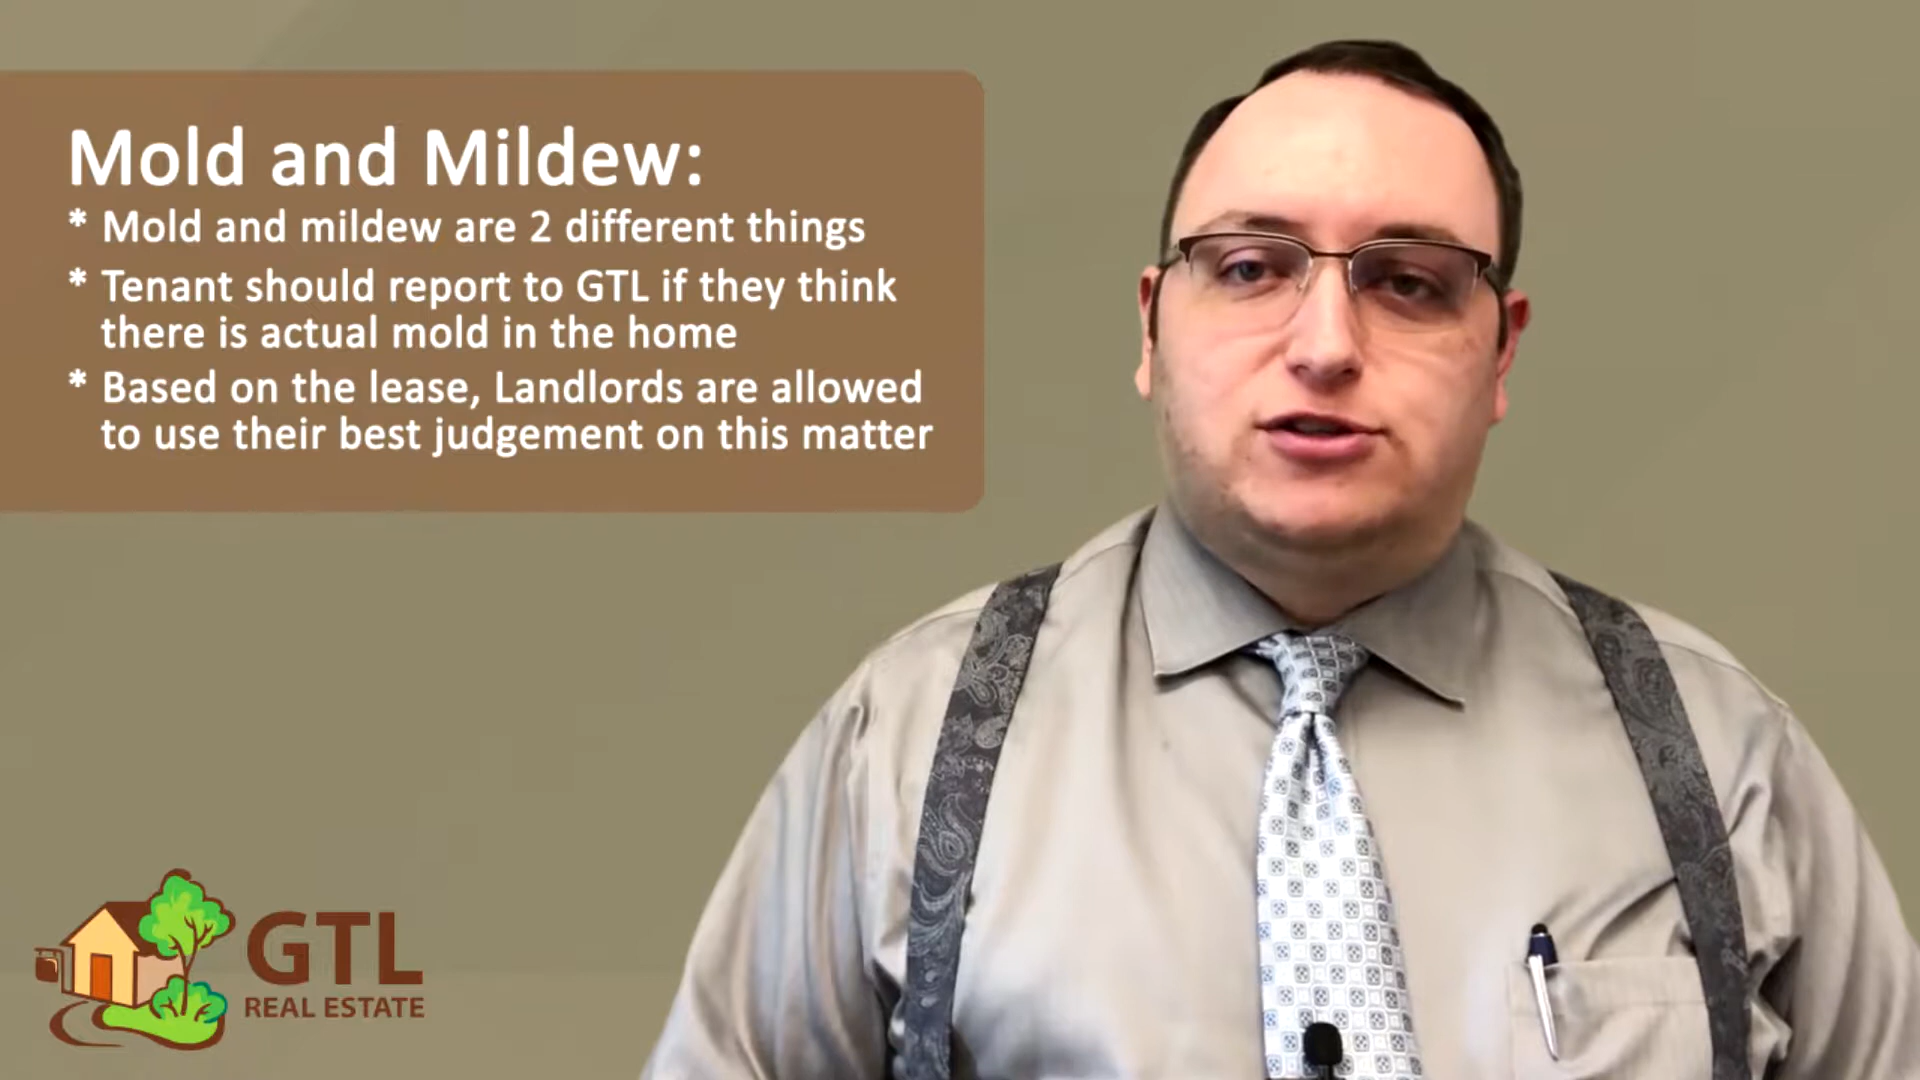 Mold and Mildew:
* Mold and mildew are 2 different things
* Tenant should report to GTL if they think
there is actual mold in the home
* Based on the lease, Landlords are allowed
to use their best judgement on this matter
GTL
REAL ESTATE